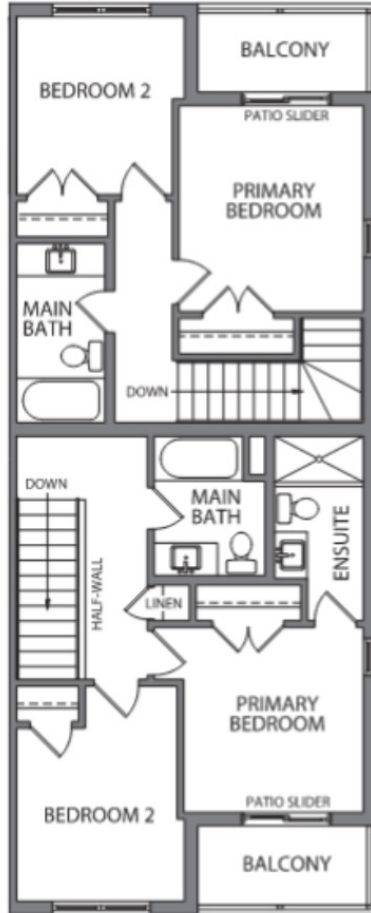 BALCONY
BEDROOM 2
PATIO SLIDER
PRIMARY
BEDROOM
MAIN
BATH
DOWN
DOWN
MAIN
BATH
HALF-WALL
ENSUITE
LINEN
PRIMARY
BEDROOM
PATIO SLIDER
BEDROOM 2
BALCONY